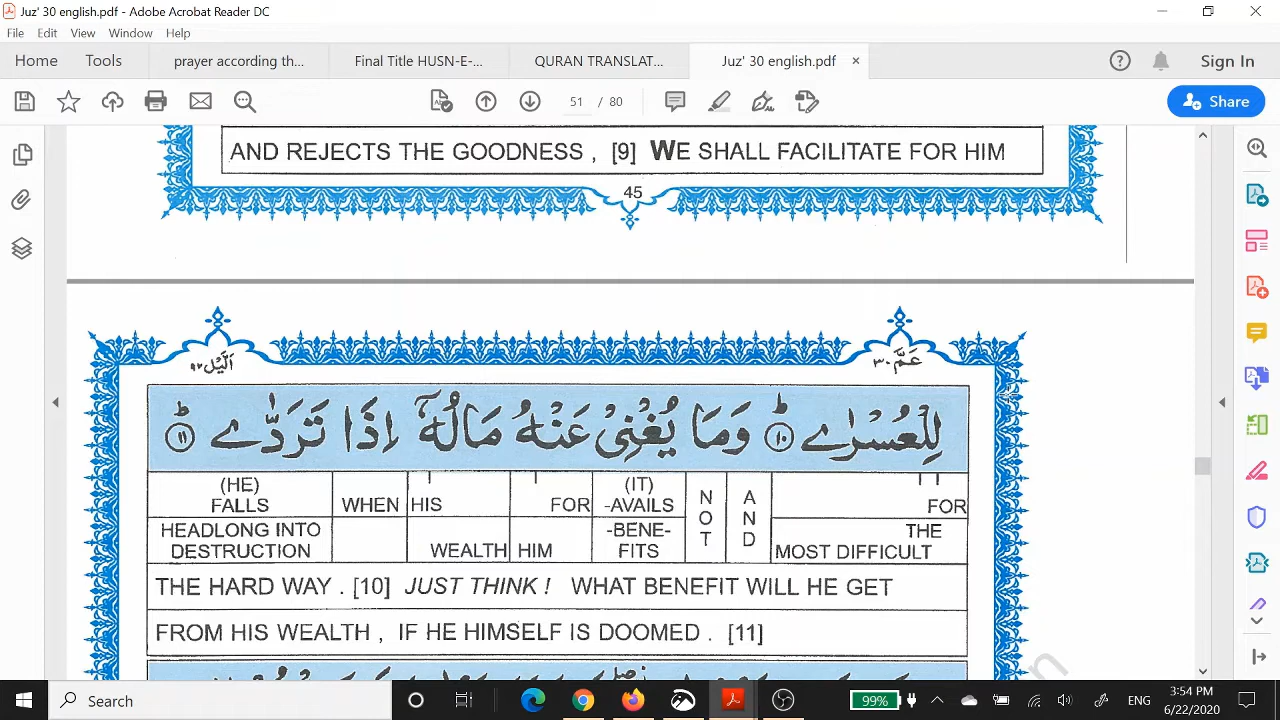 Juz' 30 english.pdf - Adobe Acrobat Reader DC
File Edit View Window Help
Home Tools prayer according th... Final Title HUSN-E-... QURAN TRANSLAT... Juz' 30 english.pdf × Sign In
51 / 80 Share
AND REJECTS THE GOODNESS , [9] WE SHALL FACILITATE FOR HIM
45
اَلَّيْل ٩٢ عَمَّ ٣٠
لِلْعُسْرٰى ١٠ وَمَا يُغْنِىْ عَنْهُ مَالُهٗٓ اِذَا تَرَدّٰى ١١
(HE) FALLS WHEN HIS FOR (IT) -AVAILS NOT AND FOR
HEADLONG INTO DESTRUCTION WEALTH HIM -BENE- FITS THE MOST DIFFICULT
THE HARD WAY . [10] JUST THINK ! WHAT BENEFIT WILL HE GET
FROM HIS WEALTH , IF HE HIMSELF IS DOOMED . [11]
Search 99% ENG 3:54 PM
6/22/2020